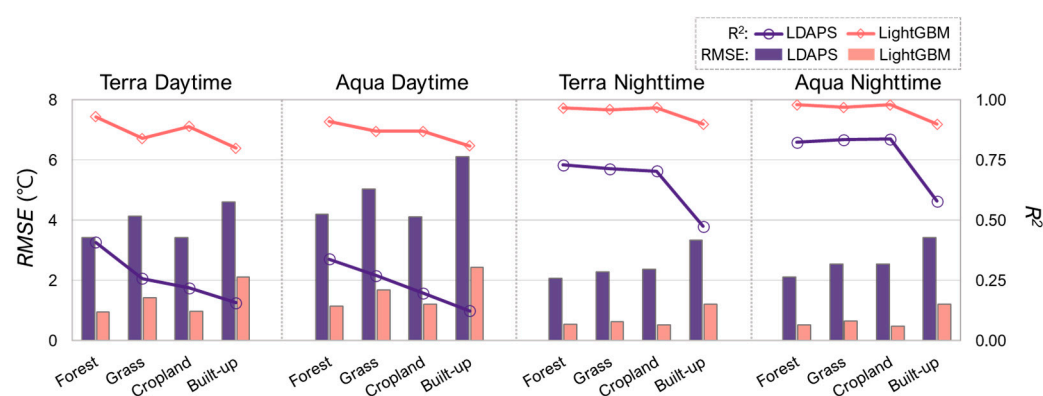 R²: LDAPS LightGBM
RMSE: LDAPS LightGBM
Terra Daytime Aqua Daytime Terra Nighttime Aqua Nighttime
8 1.00
6 0.75
4 0.50
2 0.25
0 0.00
RMSE (℃)
R²
Forest Grass Cropland Built-up Forest Grass Cropland Built-up Forest Grass Cropland Built-up Forest Grass Cropland Built-up